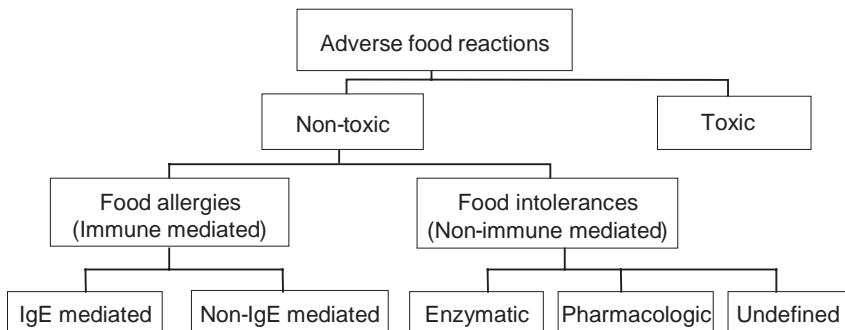 Adverse food reactions
Non-toxic
Toxic
Food allergies
(Immune mediated)
Food intolerances
(Non-immune mediated)
IgE mediated
Non-IgE mediated
Enzymatic
Pharmacologic
Undefined